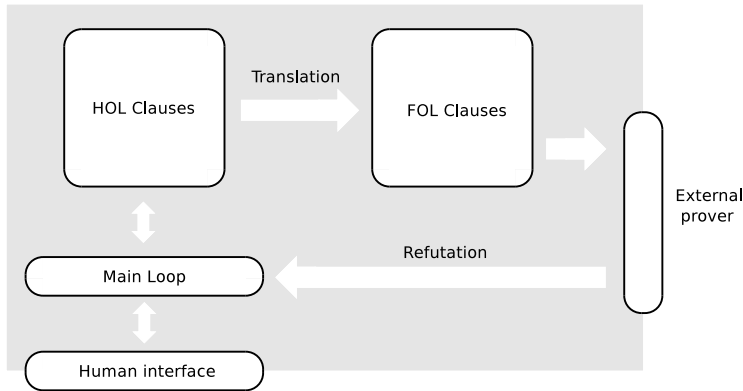 Translation
HOL Clauses
FOL Clauses
External
prover
Refutation
Main Loop
Human interface